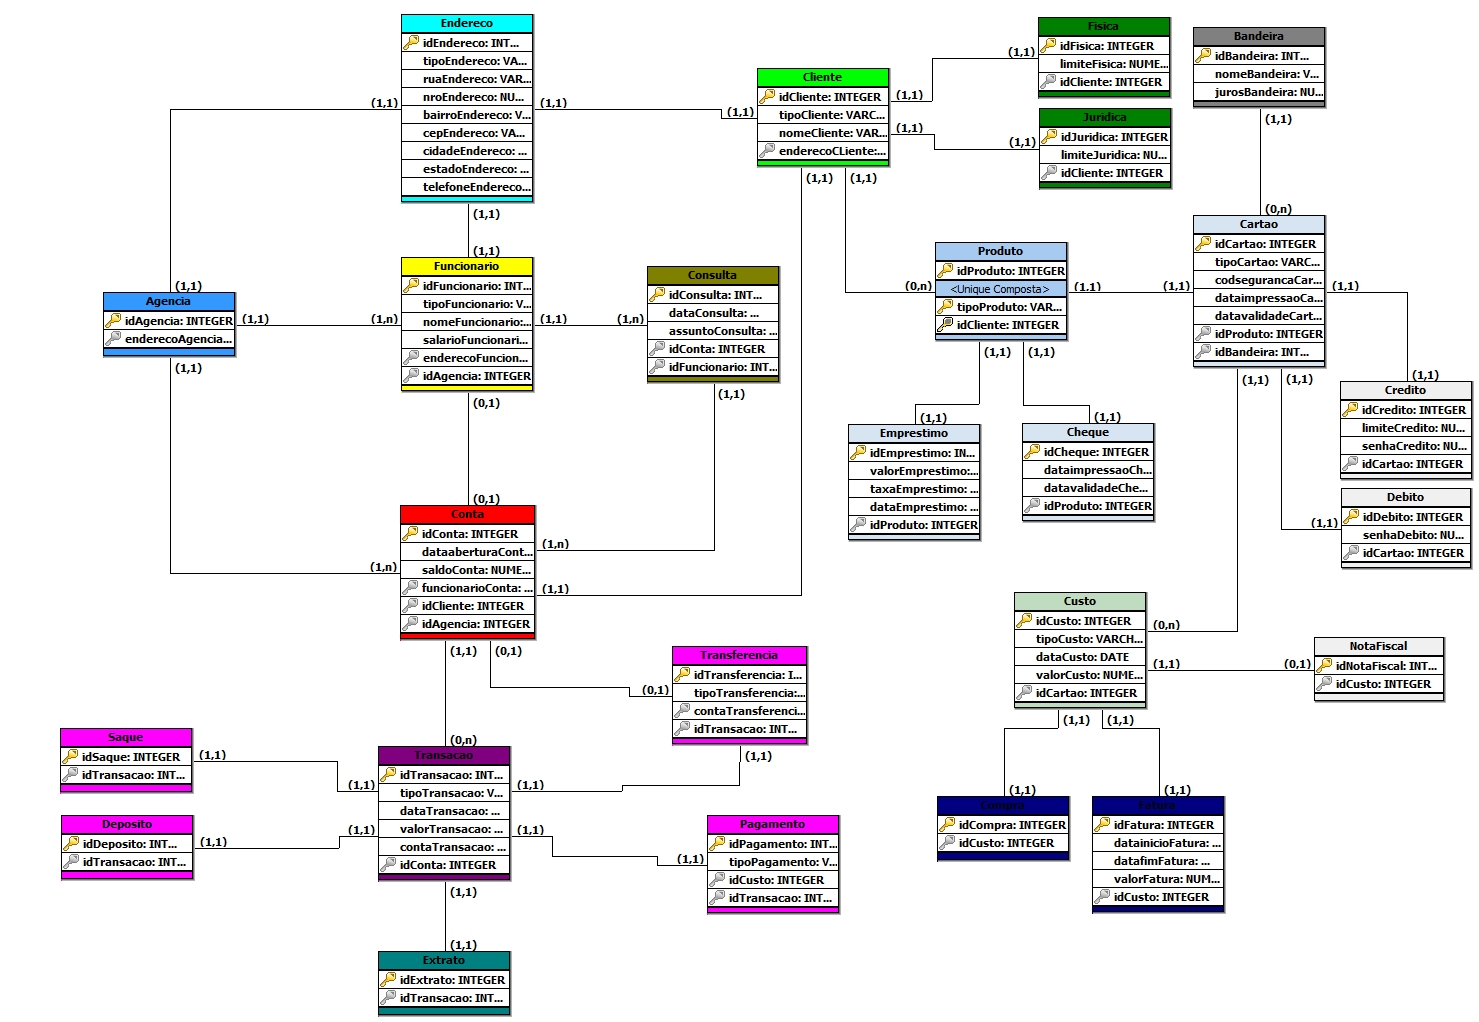 Endereco
idEndereco: INT...
tipoEndereco: VA...
ruaEndereco: VAR...
nroEndereco: NU...
bairroEndereco: V...
cepEndereco: VA...
cidadeEndereco: ...
estadoEndereco: ...
telefoneEndereco...
(1,1)
(1,1)
(1,1)
Cliente
idCliente: INTEGER
tipoCliente: VARC...
nomeCliente: VAR...
enderecoCLiente:...
(1,1)
(1,1)
(1,1)
(1,1)
(1,1)
Fisica
idFisica: INTEGER
limiteFisica: NUME...
idCliente: INTEGER
(1,1)
Juridica
idJuridica: INTEGER
limiteJuridica: NU...
idCliente: INTEGER
(1,1)
Bandeira
idBandeira: INT...
nomeBandeira: V...
jurosBandeira: NU...
(1,1)
(0,n)
Cartao
idCartao: INTEGER
tipoCartao: VARC...
codsegurancaCar...
dataimpressaoCa...
datavalidadeCart...
idProduto: INTEGER
idBandeira: INT...
(1,1)
(1,1)
(1,1)
(1,1)
Produto
idProduto: INTEGER
<Unique Composta>
tipoProduto: VAR...
idCliente: INTEGER
(0,n)
(1,1)
(1,1)
(1,1)
Agencia
idAgencia: INTEGER
enderecoAgencia...
(1,1)
(1,1)
(1,1)
(1,1)
Funcionario
idFuncionario: INT...
tipoFuncionario: V...
nomeFuncionario:...
salarioFuncionari...
enderecoFuncion...
idAgencia: INTEGER
(1,n)
(1,1)
(0,1)
Consulta
idConsulta: INT...
dataConsulta: ...
assuntoConsulta: ...
idConta: INTEGER
idFuncionario: INT...
(1,n)
(1,1)
(1,1)
Emprestimo
idEmprestimo: IN...
valorEmprestimo:...
taxaEmprestimo: ...
dataEmprestimo: ...
idProduto: INTEGER
(1,1)
Cheque
idCheque: INTEGER
dataimpressaoCh...
datavalidadeChe...
idProduto: INTEGER
(1,1)
Credito
idCredito: INTEGER
limiteCredito: NU...
senhaCredito: NU...
idCartao: INTEGER
(1,1)
Debito
idDebito: INTEGER
senhaDebito: NU...
idCartao: INTEGER
(0,1)
Conta
idConta: INTEGER
dataaberturaCont...
saldoConta: NUME...
funcionarioConta: ...
idCliente: INTEGER
idAgencia: INTEGER
(1,n)
(1,n)
(1,1)
(1,1)
(0,1)
Custo
idCusto: INTEGER
tipoCusto: VARCH...
dataCusto: DATE
valorCusto: NUME...
idCartao: INTEGER
(0,n)
(1,1)
(1,1)
(1,1)
(0,1)
NotaFiscal
idNotaFiscal: INT...
idCusto: INTEGER
(0,1)
Transferencia
idTransferencia: I...
tipoTransferencia:...
contaTransferenci...
idTransacao: INT...
(1,1)
Saque
idSaque: INTEGER
idTransacao: INT...
(1,1)
(0,n)
Transacao
idTransacao: INT...
tipoTransacao: V...
dataTransacao: ...
valorTransacao: ...
contaTransacao: ...
idConta: INTEGER
(1,1)
(1,1)
(1,1)
(1,1)
(1,1)
Deposito
idDeposito: INT...
idTransacao: INT...
(1,1)
(1,1)
Pagamento
idPagamento: INT...
tipoPagamento: V...
idCusto: INTEGER
idTransacao: INT...
(1,1)
Compra
idCompra: INTEGER
idCusto: INTEGER
(1,1)
Fatura
idFatura: INTEGER
datainicioFatura: ...
datafimFatura: ...
valorFatura: NUM...
idCusto: INTEGER
(1,1)
Extrato
idExtrato: INTEGER
idTransacao: INT...